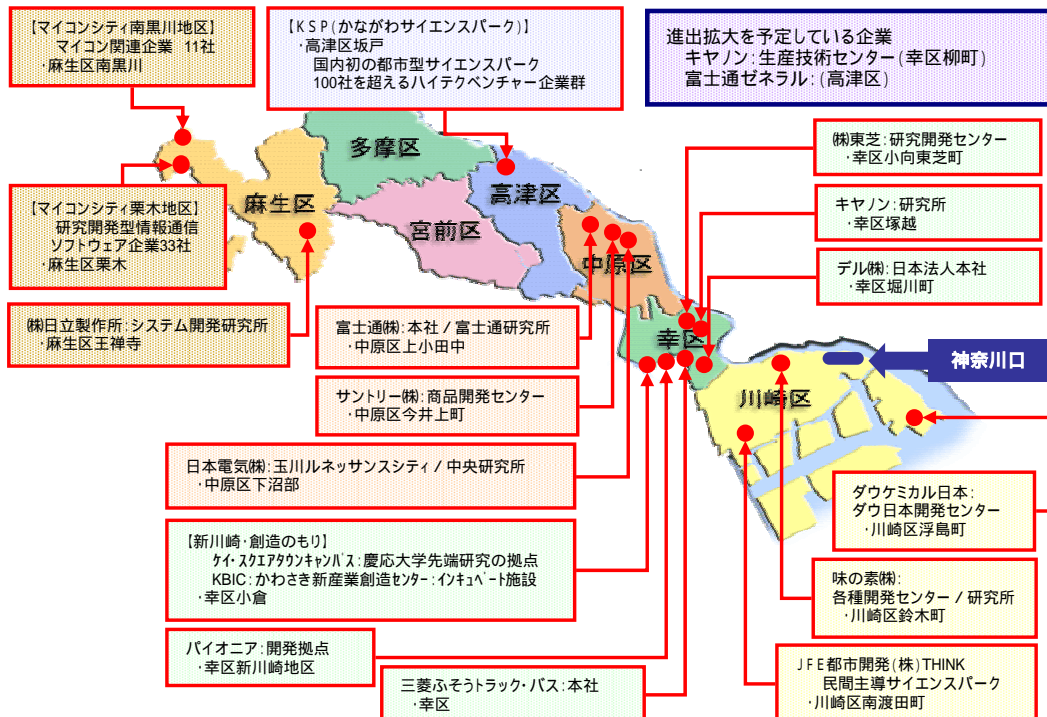 【マイコンシティ南黒川地区】
マイコン関連企業 11社
・麻生区南黒川
【KSP(かながわサイエンスパーク)】
・高津区坂戸
国内初の都市型サイエンスパーク
100社を超えるハイテクベンチャー企業群
進出拡大を予定している企業
キヤノン:生産技術センター(幸区柳町)
富士通ゼネラル:(高津区)
㈱東芝:研究開発センター
・幸区小向東芝町
キヤノン:研究所
・幸区塚越
デル㈱:日本法人本社
・幸区堀川町
【マイコンシティ栗木地区】
研究開発型情報通信
ソフトウェア企業33社
・麻生区栗木
㈱日立製作所:システム開発研究所
・麻生区王禅寺
多摩区
麻生区
高津区
宮前区
中原区
幸区
川崎区
神奈川口
富士通㈱:本社/富士通研究所
・中原区上小田中
サントリー㈱:商品開発センター
・中原区今井上町
日本電気㈱:玉川ルネッサンスシティ/中央研究所
・中原区下沼部
【新川崎・創造のもり】
ケイ・スクエアタウンキャンパス:慶応大学先端研究の拠点
KBIC:かわさき新産業創造センター:インキュベート施設
・幸区小倉
パイオニア:開発拠点
・幸区新川崎地区
三菱ふそうトラック・バス:本社
・幸区
ダウケミカル日本:
ダウ日本開発センター
・川崎区浮島町
味の素㈱:
各種開発センター/研究所
・川崎区鈴木町
JFE都市開発(株)THINK
民間主導サイエンスパーク
・川崎区南渡田町